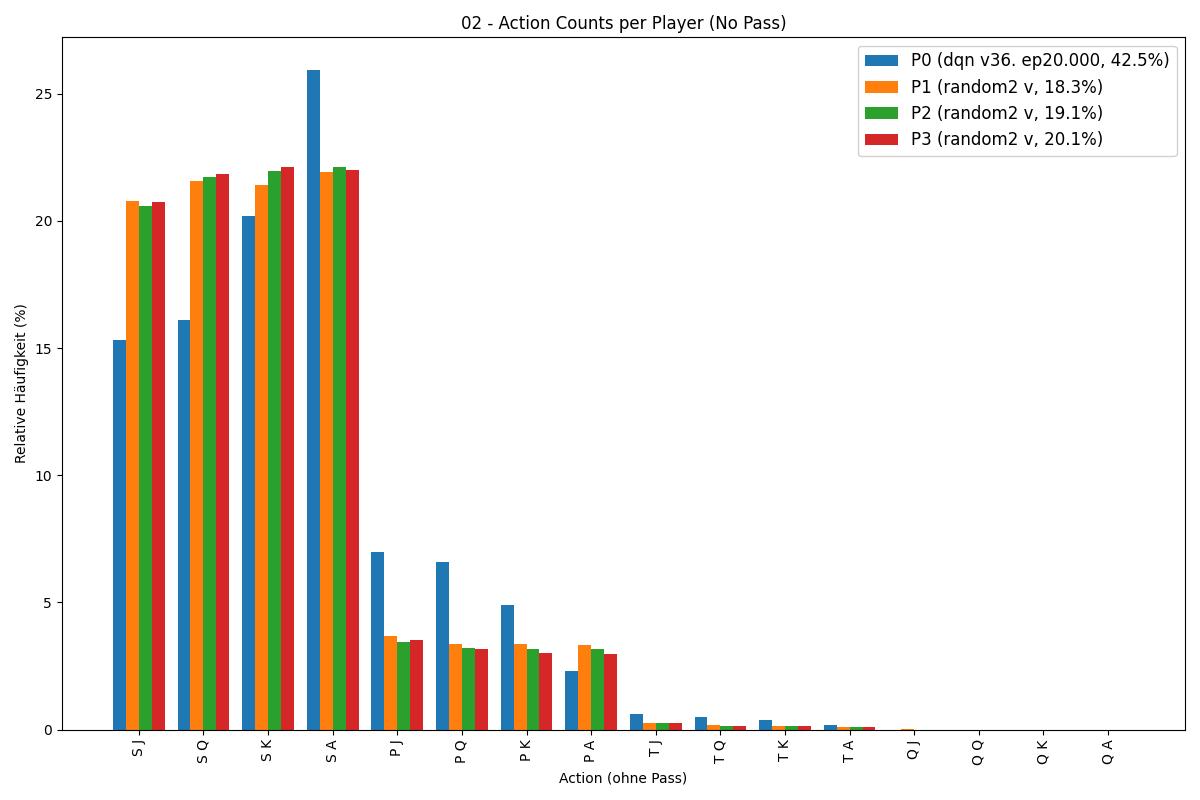 02 - Action Counts per Player (No Pass)
P0 (dqn v36. ep20.000, 42.5%)
P1 (random2 v, 18.3%)
P2 (random2 v, 19.1%)
P3 (random2 v, 20.1%)
Relative Häufigkeit (%)
25
20
15
10
5
0
S J
S Q
S K
S A
P J
P Q
P K
P A
T J
T Q
T K
T A
Q J
Q Q
Q K
Q A
Action (ohne Pass)